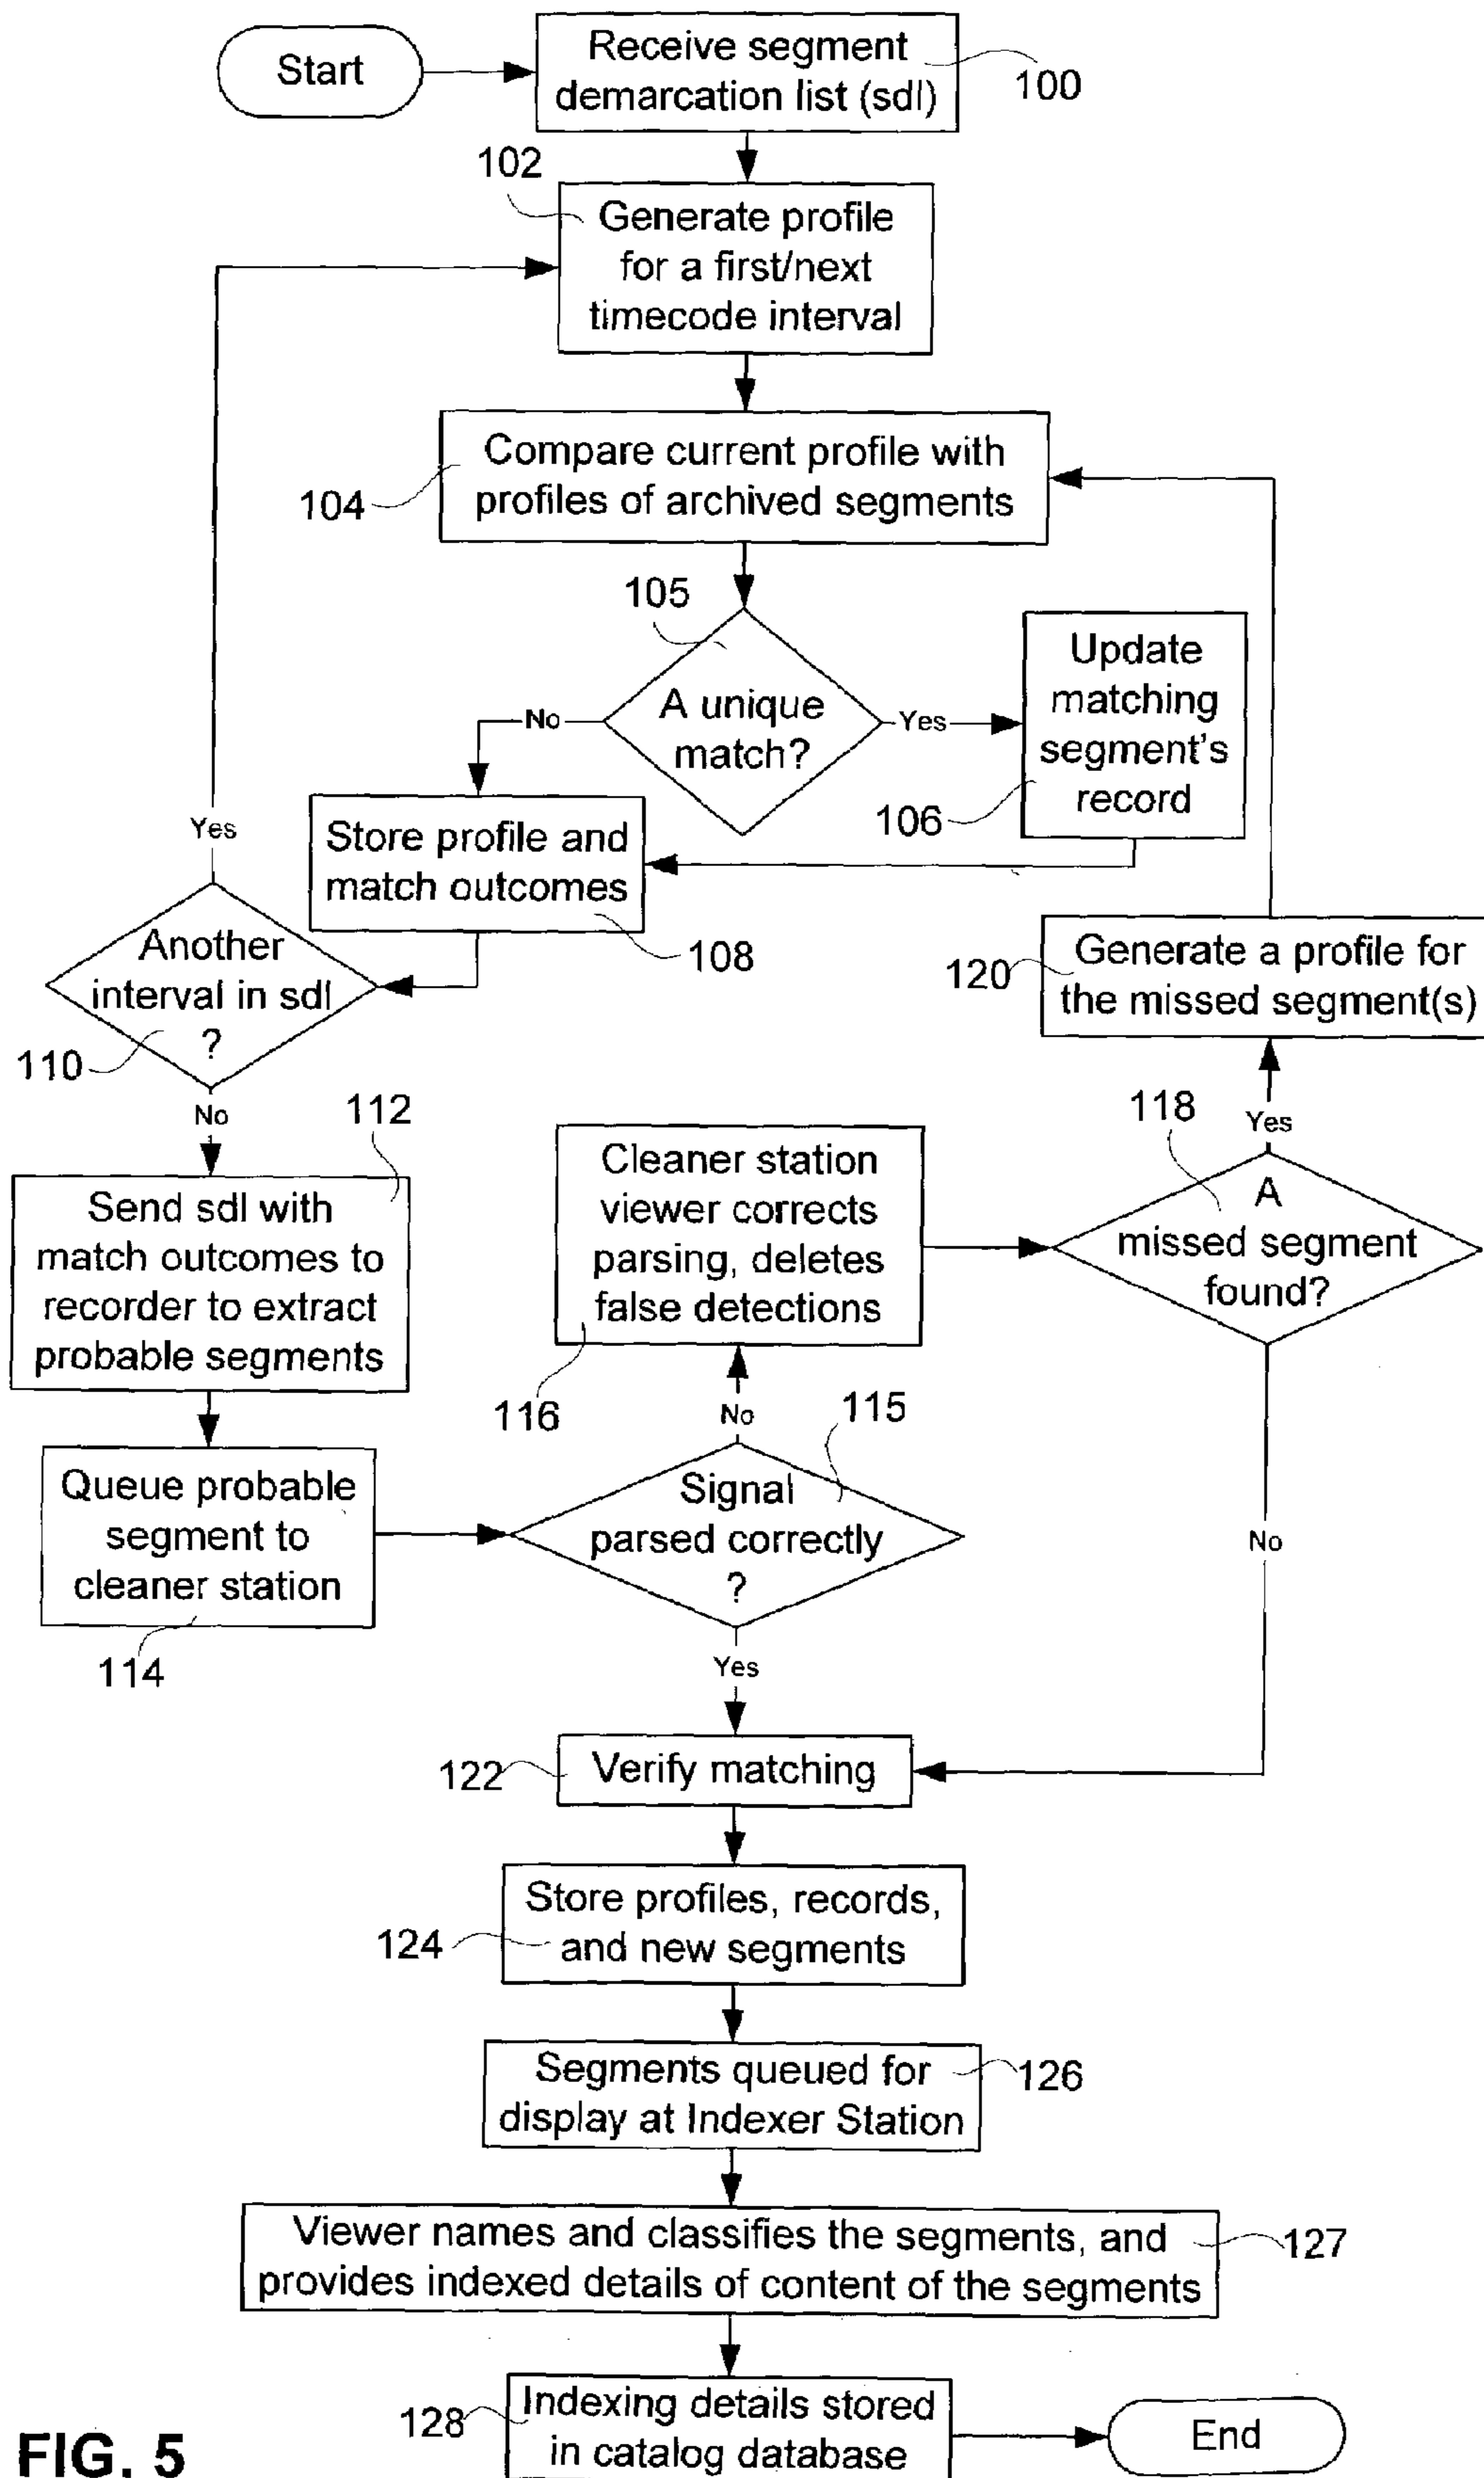 Start
Receive segment
demarcation list (sdl)
100
102
Generate profile
for a first/next
timecode interval
Compare current profile with
profiles of archived segments
104
105
A unique
match?
No
Yes
Update
matching
segment's
record
106
Store profile and
match outcomes
108
Yes
Another
interval in sdl
?
110
No
120
Generate a profile for
the missed segment(s)
Yes
118
A
missed segment
found?
No
112
Send sdl with
match outcomes to
recorder to extract
probable segments
Cleaner station
viewer corrects
parsing, deletes
false detections
116
No
115
Queue probable
segment to
cleaner station
114
Signal
parsed correctly
?
Yes
122
Verify matching
Store profiles, records,
and new segments
124
Segments queued for
display at Indexer Station
126
Viewer names and classifies the segments, and
provides indexed details of content of the segments
127
128
Indexing details stored
in catalog database
End
FIG. 5